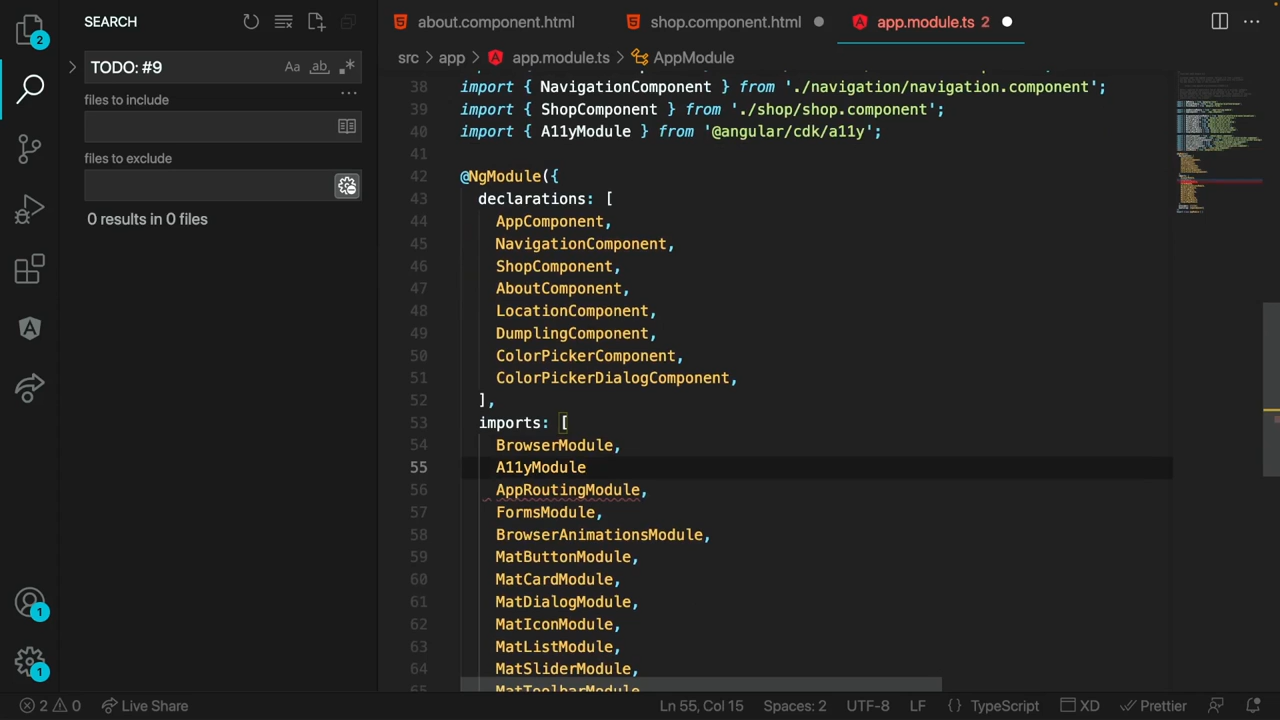 SEARCH
about.component.html
shop.component.html
app.module.ts 2
2
TODO: #9
Aa ab .*
src > app > app.module.ts > AppModule
files to include
...
files to exclude
0 results in 0 files
38 import { NavigationComponent } from './navigation/navigation.component';
39 import { ShopComponent } from './shop/shop.component';
40 import { A11yModule } from '@angular/cdk/a11y';
41
42 @NgModule({
43 declarations: [
44 AppComponent,
45 NavigationComponent,
46 ShopComponent,
47 AboutComponent,
48 LocationComponent,
49 DumplingComponent,
50 ColorPickerComponent,
51 ColorPickerDialogComponent,
52 ],
53 imports: [
54 BrowserModule,
55 A11yModule
56 AppRoutingModule,
57 FormsModule,
58 BrowserAnimationsModule,
59 MatButtonModule,
60 MatCardModule,
61 MatDialogModule,
62 MatIconModule,
63 MatListModule,
64 MatSliderModule,
65 MatToolbarModule
1
1
2 0 Live Share Ln 55, Col 15 Spaces: 2 UTF-8 LF {} TypeScript XD Prettier